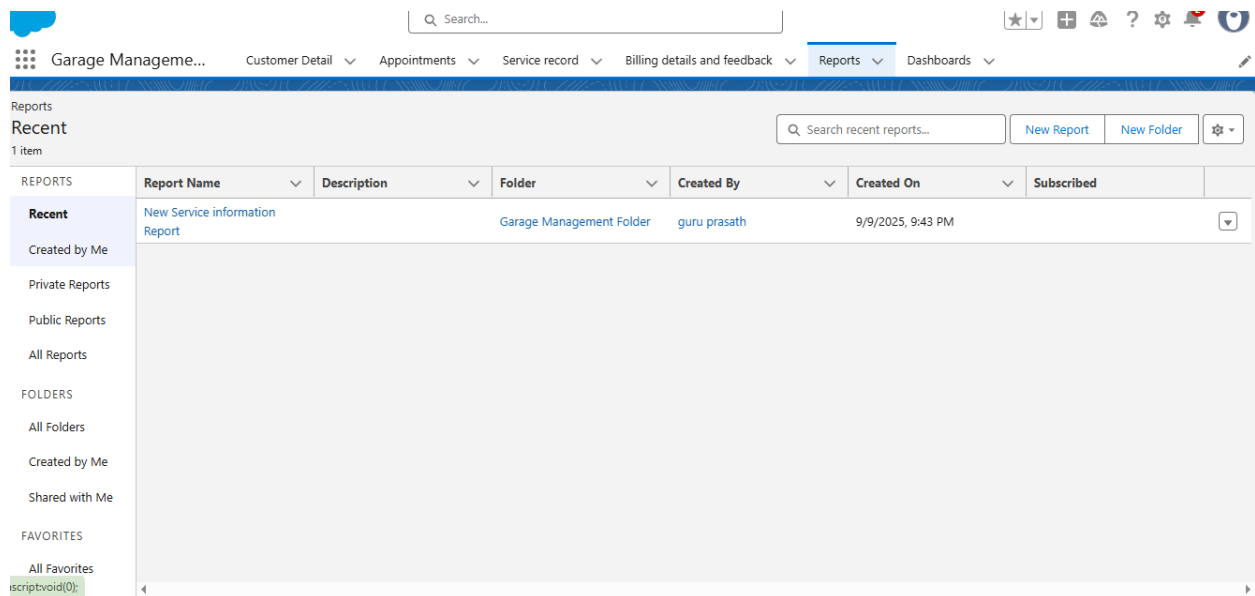 Search...
Garage Manageme...
Customer Detail
Appointments
Service record
Billing details and feedback
Reports
Dashboards
Reports
Recent
1 item
Search recent reports...
New Report
New Folder
REPORTS
Report Name
Description
Folder
Created By
Created On
Subscribed
Recent
New Service information
Report
Garage Management Folder
guru prasath
9/9/2025, 9:43 PM
Created by Me
Private Reports
Public Reports
All Reports
FOLDERS
All Folders
Created by Me
Shared with Me
FAVORITES
All Favorites
ascript:void(0);